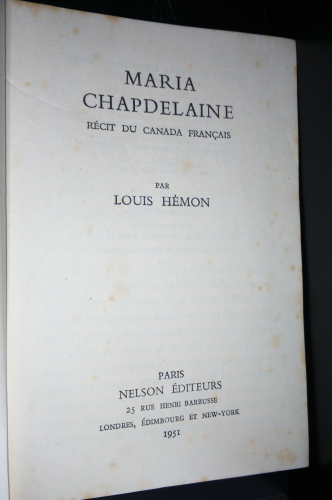 MARIA
CHAPDELAINE
RÉCIT DU CANADA FRANÇAIS
PAR
LOUIS HÉMON
PARIS
NELSON ÉDITEURS
25 RUE HENRI BARBUSSE
LONDRES, ÉDIMBOURG ET NEW-YORK
1951